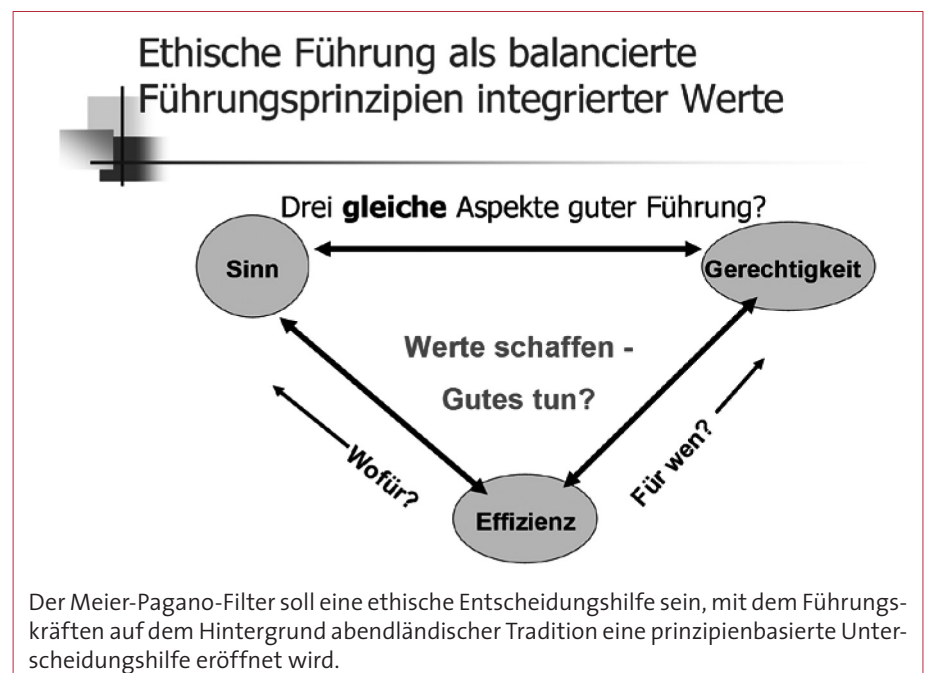 Ethische Führung als balancierte
Führungsprinzipien integrierter Werte
Drei gleiche Aspekte guter Führung?
Sinn
Gerechtigkeit
Werte schaffen -
Gutes tun?
Wofür?
Für wen?
Effizienz
Der Meier-Pagano-Filter soll eine ethische Entscheidungshilfe sein, mit dem Führungs-
kräften auf dem Hintergrund abendländischer Tradition eine prinzipienbasierte Unter-
scheidungshilfe eröffnet wird.